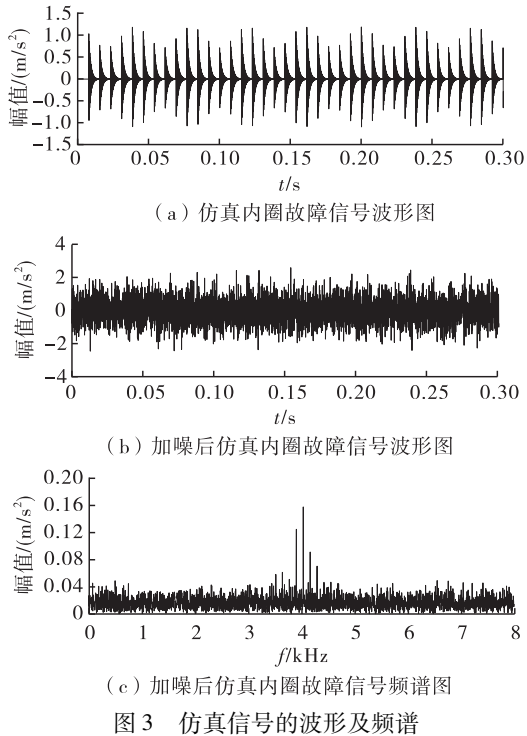 1.5
1.0
0.5
0
−0.5
−1.0
−1.5
幅值/(m/s²)
0.05 0.10 0.15 0.20 0.25 0.30
t/s
（a）仿真内圈故障信号波形图
4
2
0
−2
−4
幅值/(m/s²)
0 0.05 0.10 0.15 0.20 0.25 0.30
t/s
（b）加噪后仿真内圈故障信号波形图
0.20
0.16
0.12
0.08
0.04
0
幅值/(m/s²)
0 1 2 3 4 5 6 7 8
f/kHz
（c）加噪后仿真内圈故障信号频谱图
图 3 仿真信号的波形及频谱